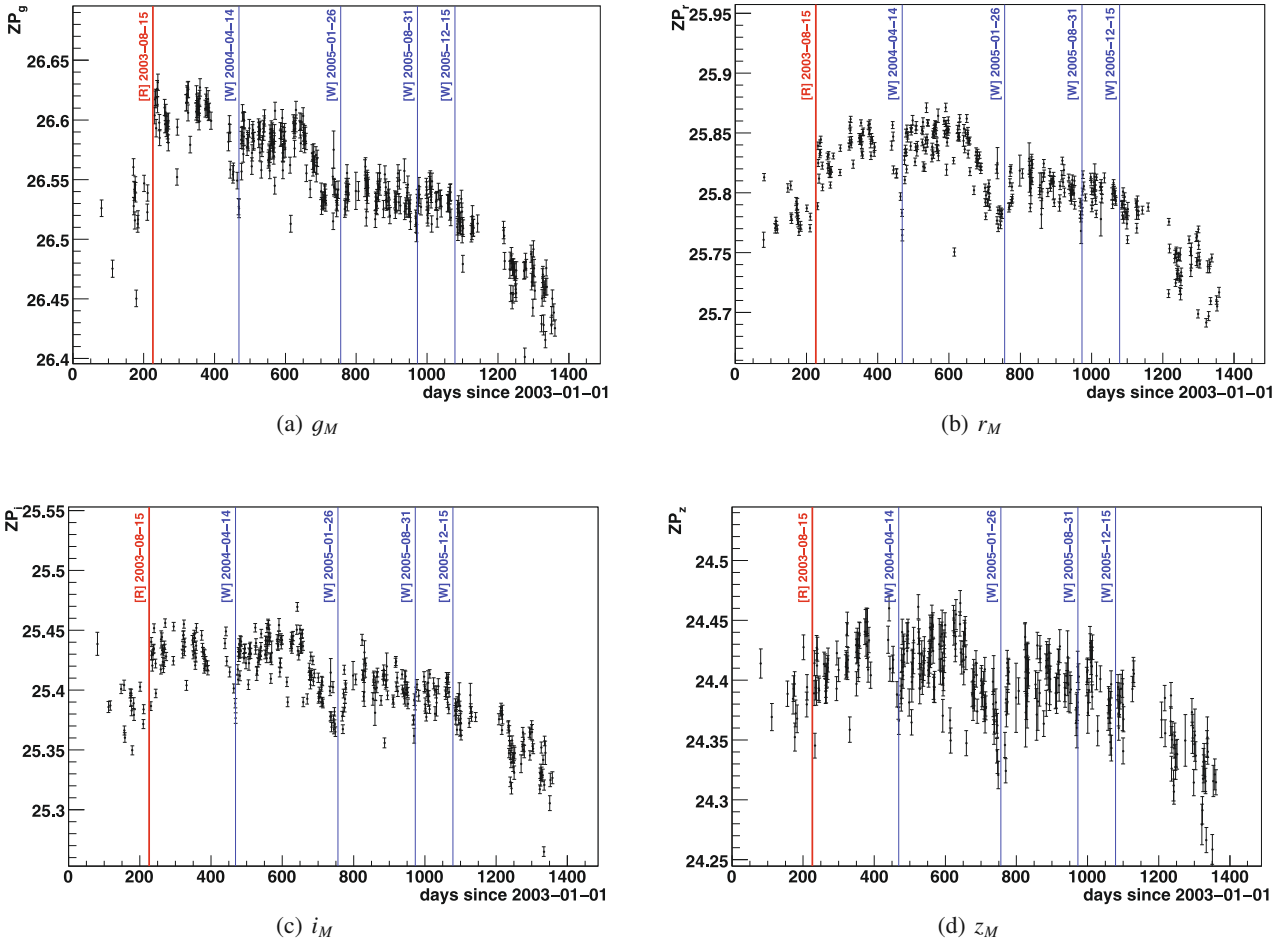 ZP_g
26.65
26.6
26.55
26.5
26.45
26.4
[R] 2003–08–15
[W] 2004–04–14
[W] 2005–01–26
[W] 2005–08–31
[W] 2005–12–15
0 200 400 600 800 1000 1200 1400
days since 2003–01–01
(a) g_M
ZP_r
25.95
25.9
25.85
25.8
25.75
25.7
[R] 2003–08–15
[W] 2004–04–14
[W] 2005–01–26
[W] 2005–08–31
[W] 2005–12–15
0 200 400 600 800 1000 1200 1400
days since 2003–01–01
(b) r_M
ZP_i
25.55
25.5
25.45
25.4
25.35
25.3
[R] 2003–08–15
[W] 2004–04–14
[W] 2005–01–26
[W] 2005–08–31
[W] 2005–12–15
0 200 400 600 800 1000 1200 1400
days since 2003–01–01
(c) i_M
ZP_z
24.5
24.45
24.4
24.35
24.3
24.25
[R] 2003–08–15
[W] 2004–04–14
[W] 2005–01–26
[W] 2005–08–31
[W] 2005–12–15
0 200 400 600 800 1000 1200 1400
days since 2003–01–01
(d) z_M